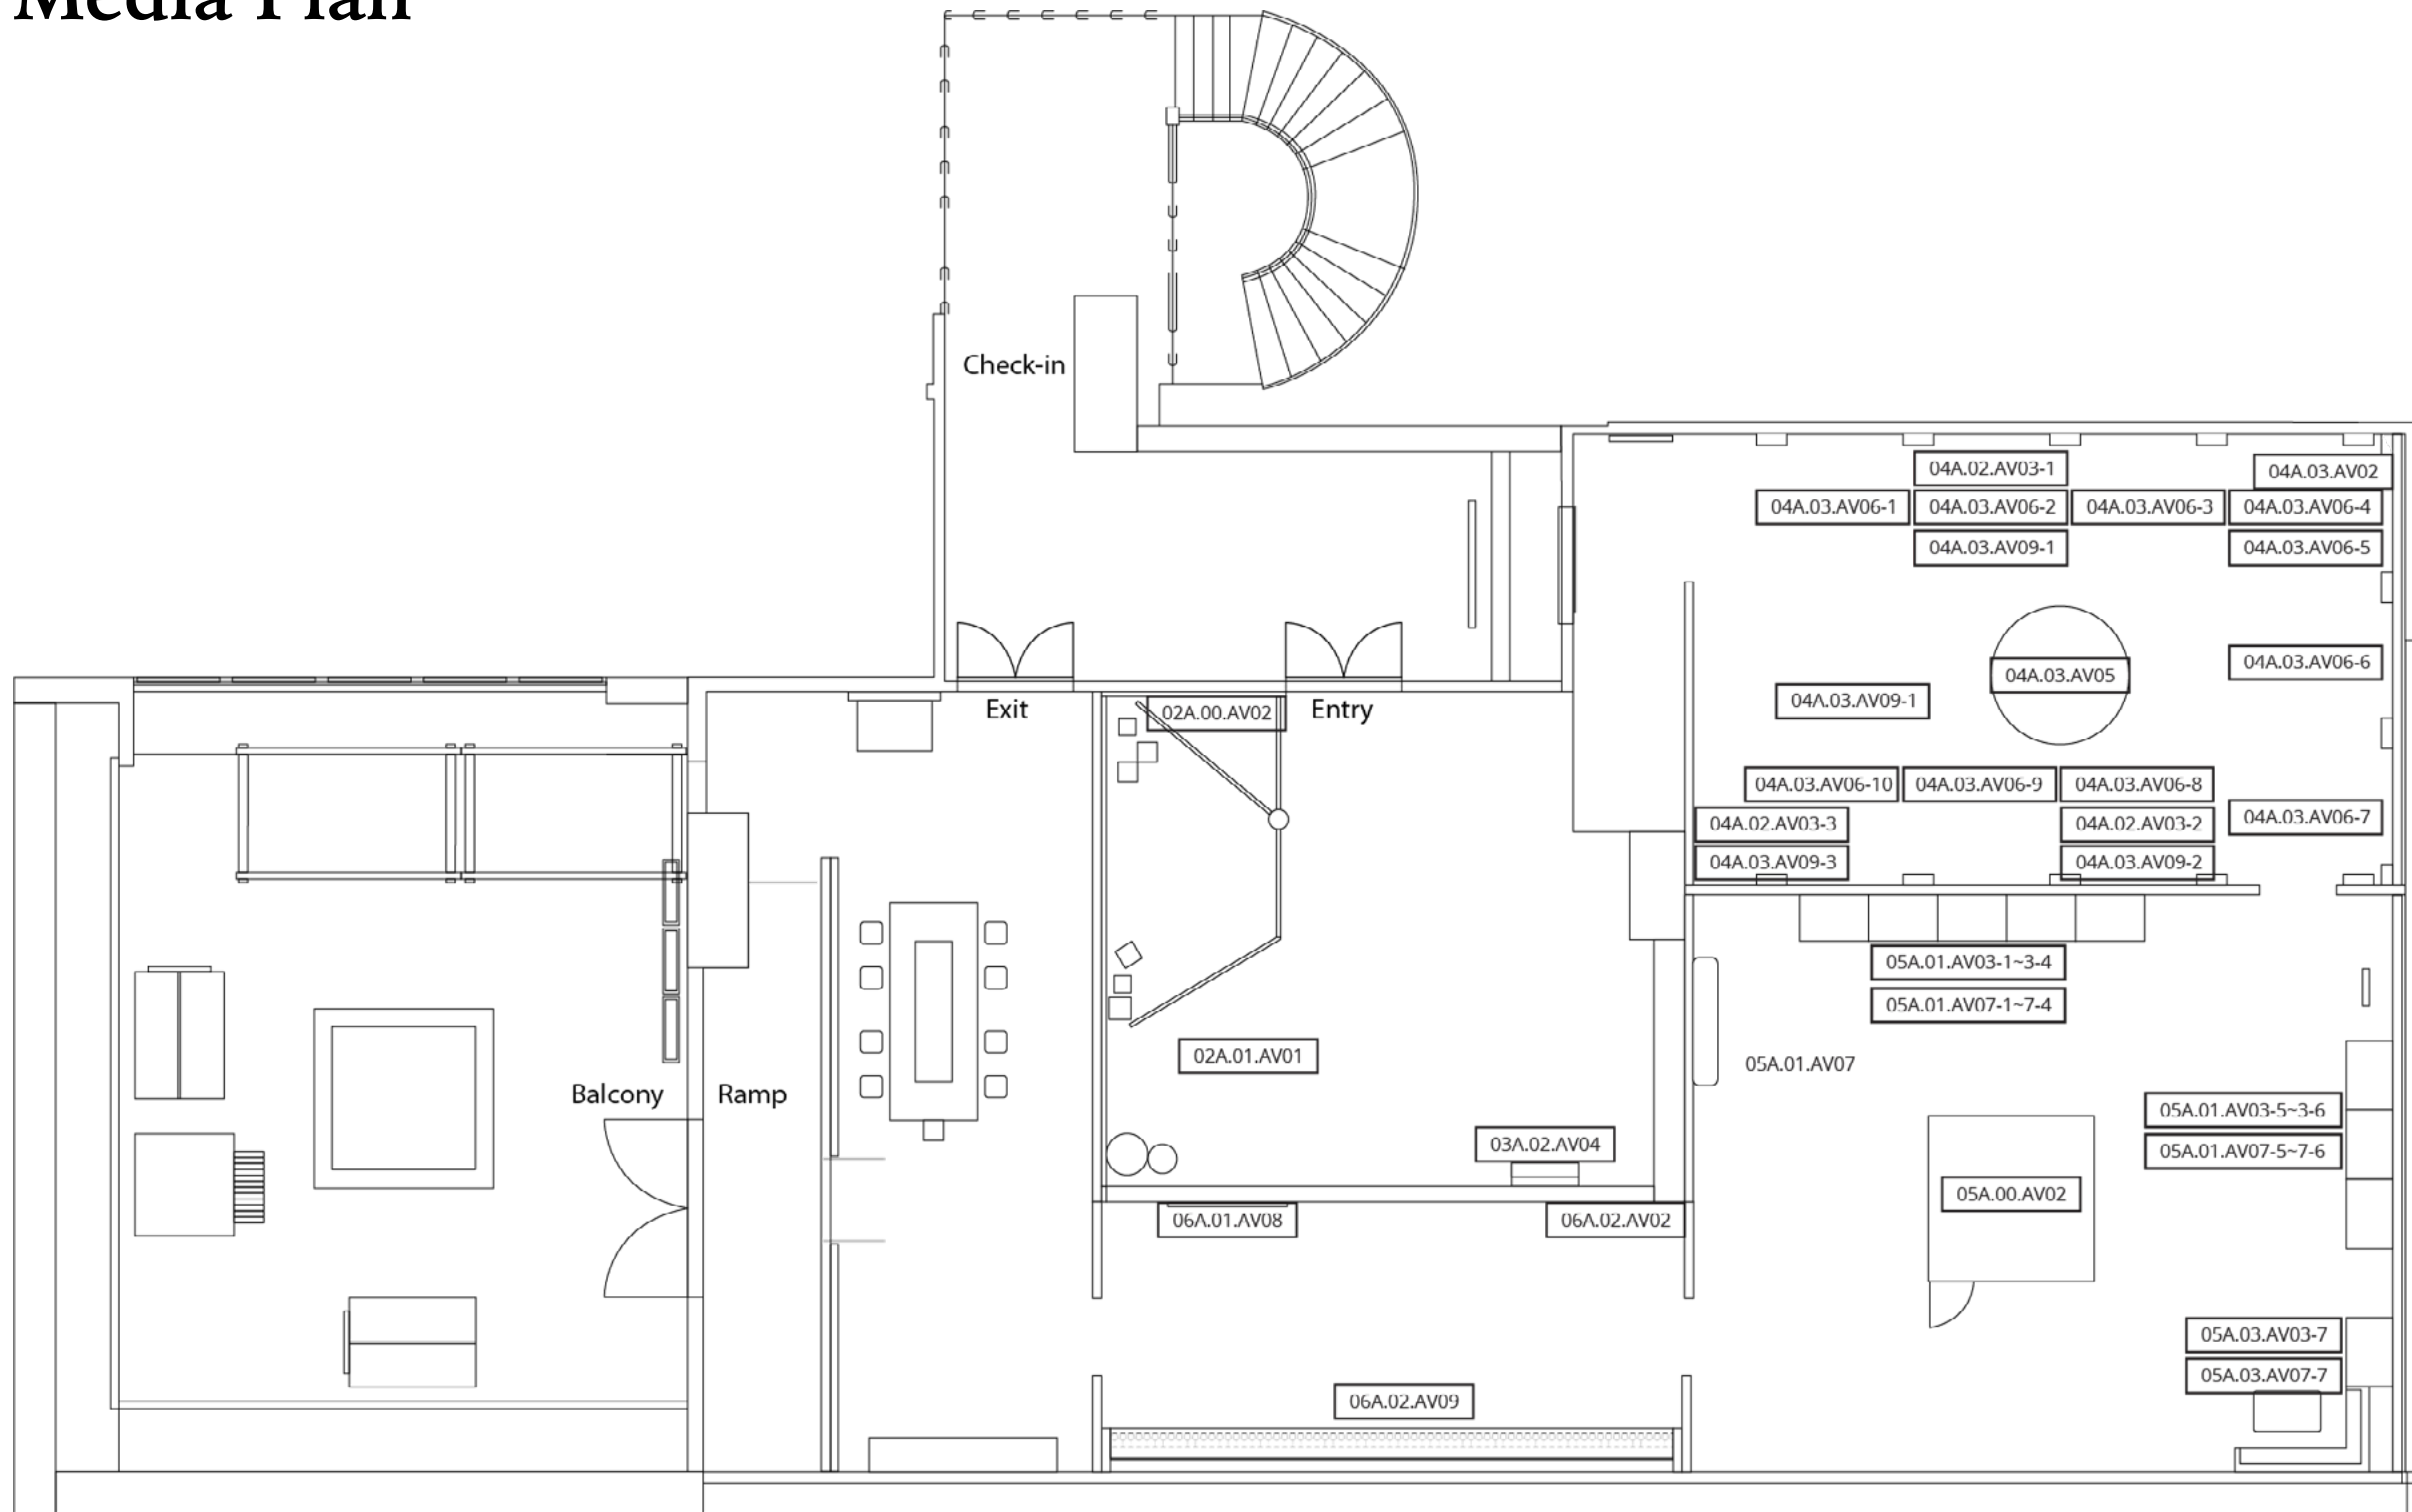 Media Plan
Check-in
04A.02.AV03-1
04A.03.AV02
04A.03.AV06-1
04A.03.AV06-2
04A.03.AV06-3
04A.03.AV06-4
04A.03.AV09-1
04A.03.AV06-5
04A.03.AV06-6
04A.03.AV05
04A.03.AV09-1
Exit
02A.00.AV02
Entry
04A.03.AV06-10
04A.03.AV06-9
04A.03.AV06-8
04A.02.AV03-3
04A.02.AV03-2
04A.03.AV06-7
04A.03.AV09-3
04A.03.AV09-2
05A.01.AV03-1~3-4
05A.01.AV07-1~7-4
02A.01.AV01
05A.01.AV07
Balcony
Ramp
05A.01.AV03-5~3-6
03A.02.AV04
05A.01.AV07-5~7-6
05A.00.AV02
06A.01.AV08
06A.02.AV02
05A.03.AV03-7
05A.03.AV07-7
06A.02.AV09